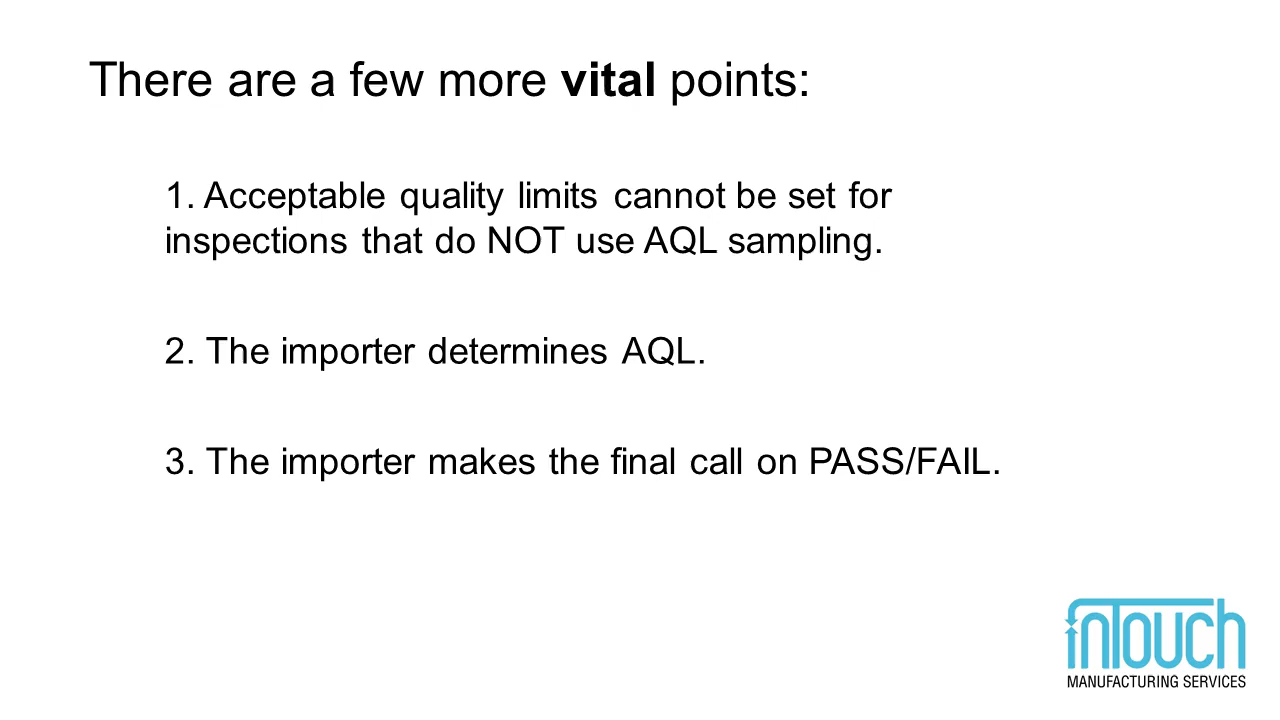 There are a few more vital points:
1. Acceptable quality limits cannot be set for
inspections that do NOT use AQL sampling.
2. The importer determines AQL.
3. The importer makes the final call on PASS/FAIL.
inTouch
MANUFACTURING SERVICES